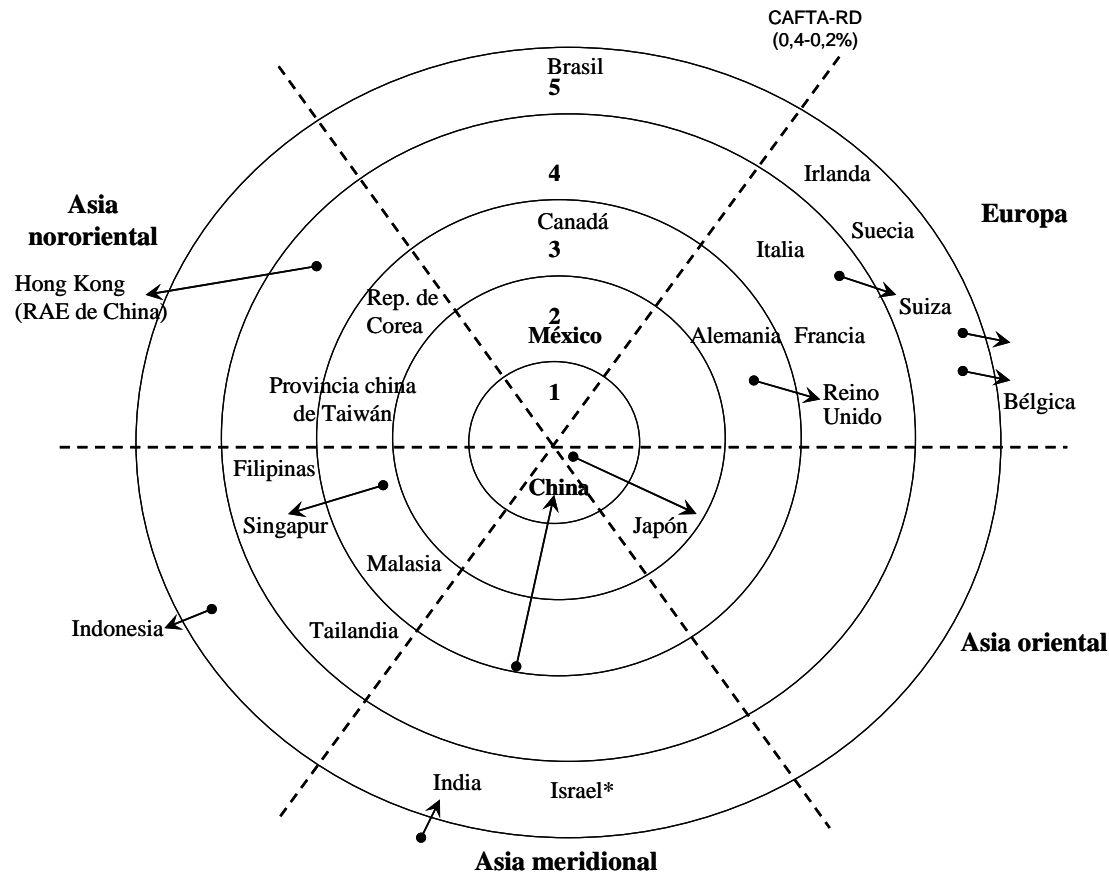 CAFTA-RD
(0,4-0,2%)
Brasil
5
4
Irlanda
Asia
nororiental
Europa
Canadá
3
Suecia
Italia
Hong Kong
(RAE de China)
Rep. de
Corea
Suiza
2
México
Alemania
Francia
1
Provincia china
de Taiwán
Reino
Unido
Bélgica
Filipinas
China
Singapur
Japón
Malasia
Indonesia
Tailandia
Asia oriental
India
Israel*
Asia meridional